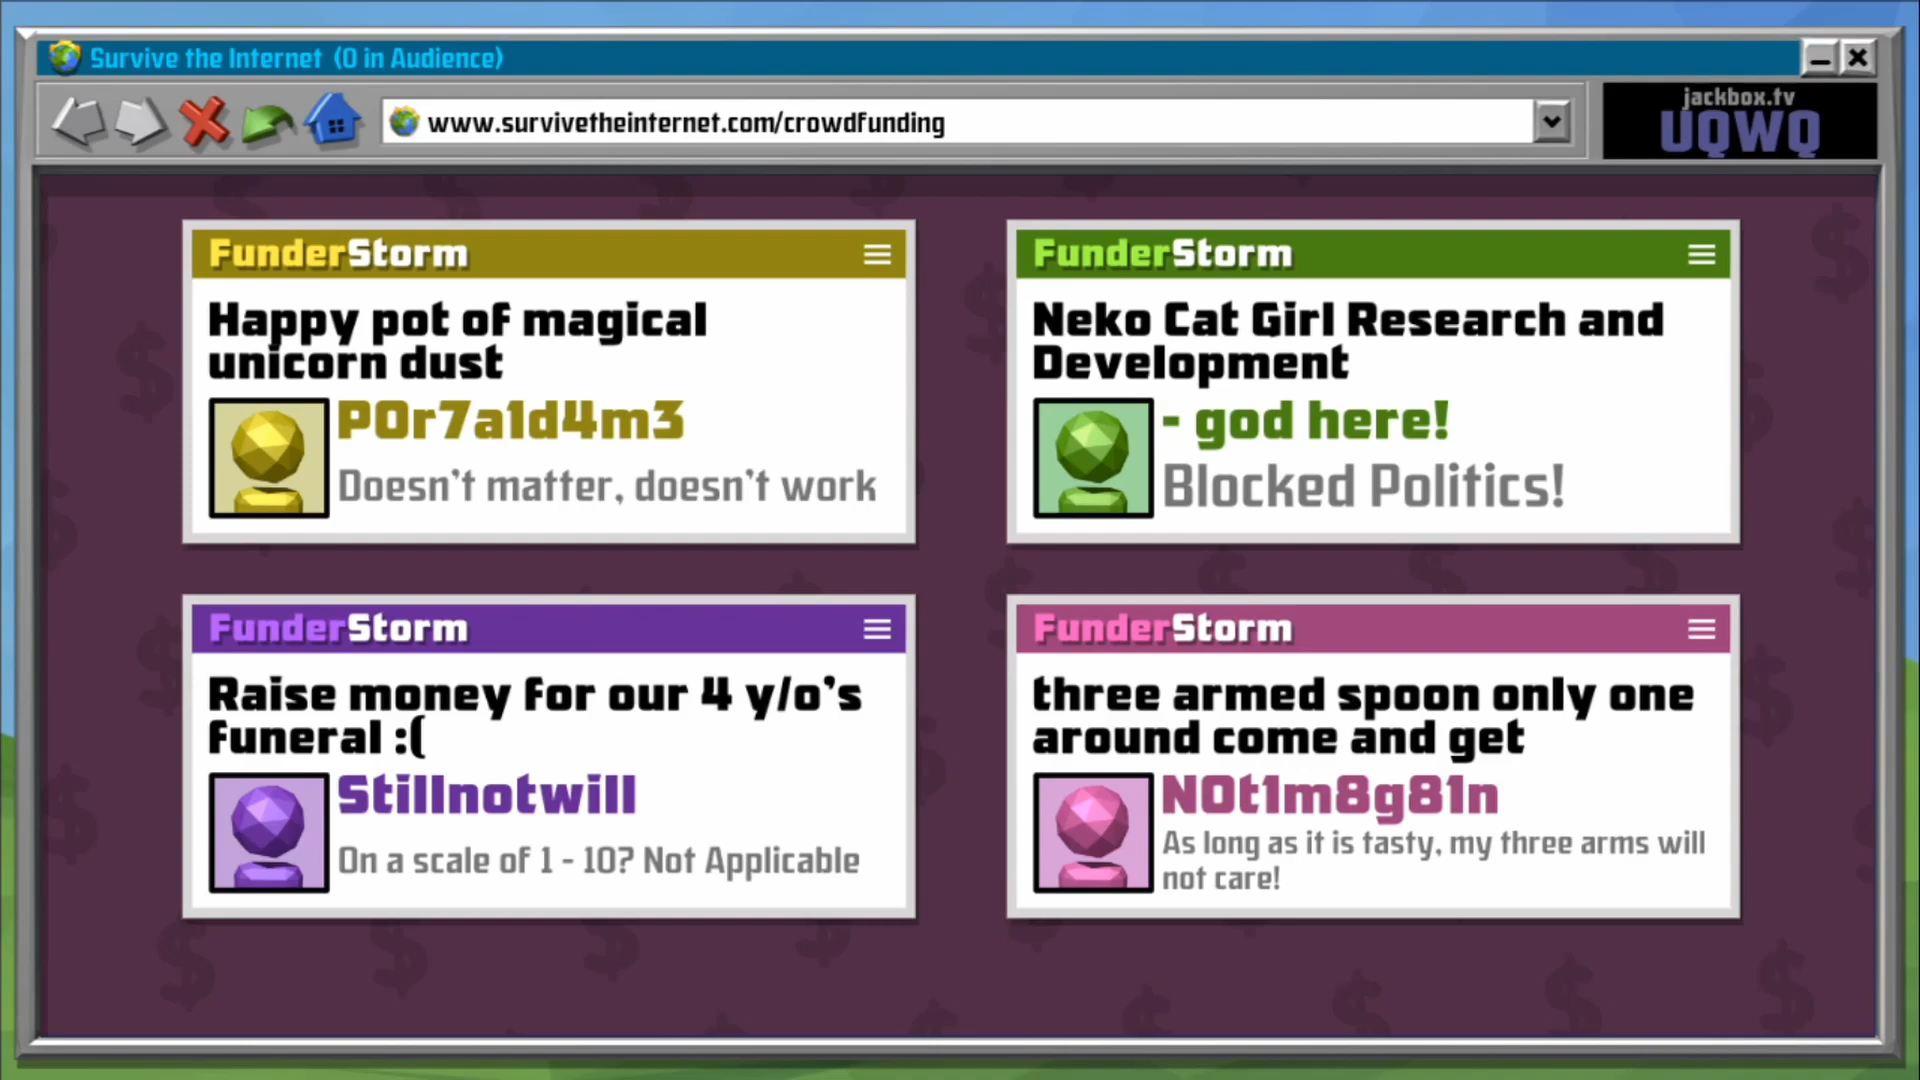 Survive the Internet (0 in Audience)
www.survivetheinternet.com/crowdfunding
jackbox.tv
UQWQ
FunderStorm
Happy pot of magical
unicorn dust
P0r7a1d4m3
Doesn't matter, doesn't work
FunderStorm
Neko Cat Girl Research and
Development
- god here!
Blocked Politics!
FunderStorm
Raise money for our 4 y/o's
funeral :(
Stillnotwill
On a scale of 1 - 10? Not Applicable
FunderStorm
three armed spoon only one
around come and get
N0t1m8g81n
As long as it is tasty, my three arms will
not care!